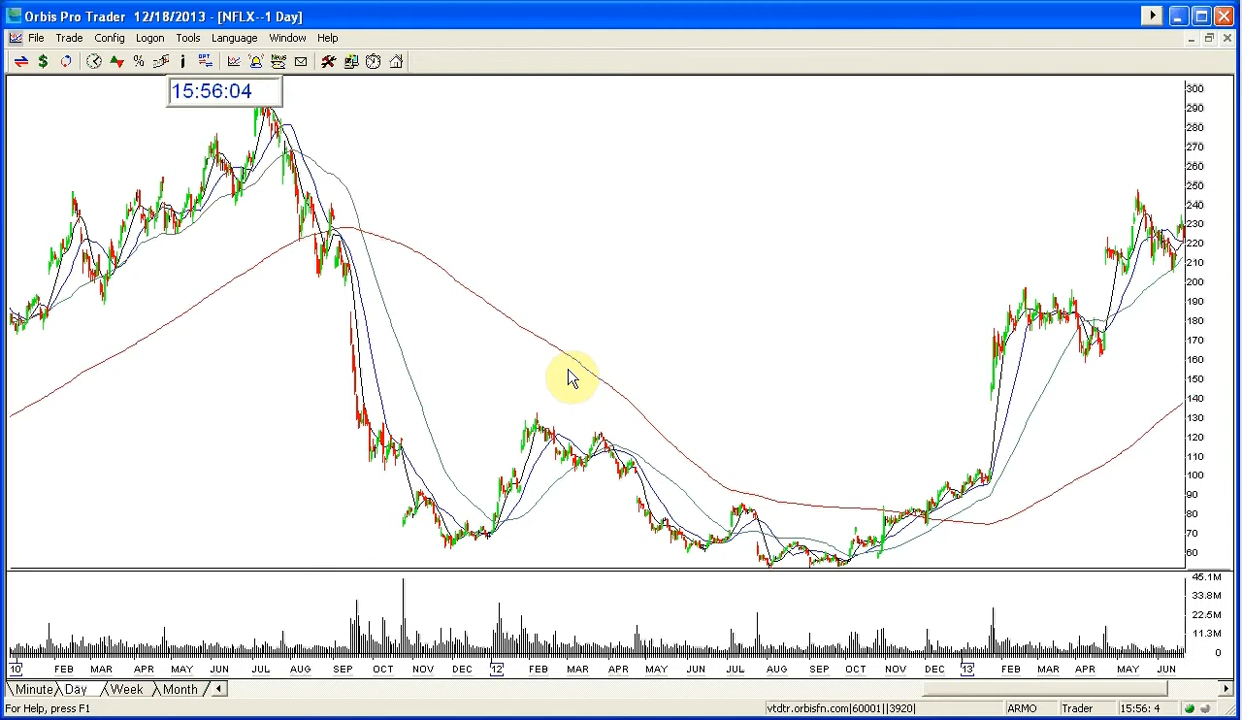 Orbis Pro Trader 12/18/2013 - [NFLX--1 Day]
File Trade Config Logon Tools Language Window Help
$ % i OPT News
15:56:04
300
290
280
270
260
250
240
230
220
210
200
190
180
170
160
150
140
130
120
110
100
90
80
70
60
45.1M
33.8M
22.5M
11.3M
0
10 FEB MAR APR MAY JUN JUL AUG SEP OCT NOV DEC 12 FEB MAR APR MAY JUN JUL AUG SEP OCT NOV DEC 13 FEB MAR APR MAY JUN
Minute Day Week Month
For Help, press F1 vtdtr.orbisfn.com|60001||3920| ARMO Trader 15:56: 4